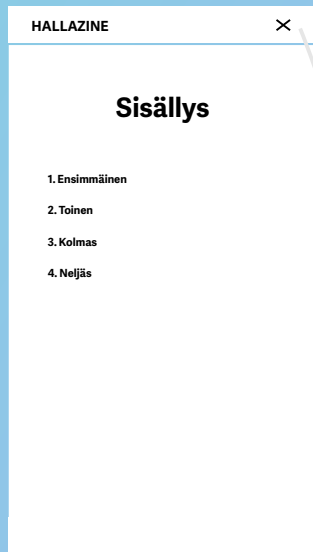 HALLAZINE
Sisällys
1. Ensimmäinen
2. Toinen
3. Kolmas
4. Neljäs